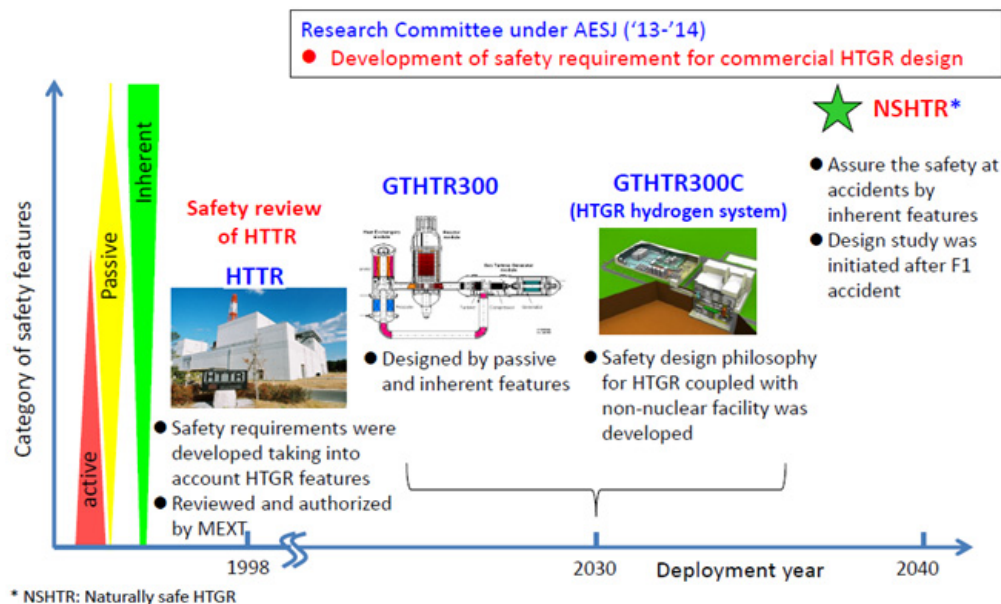 Research Committee under AESJ ('13-'14)
● Development of safety requirement for commercial HTGR design
Category of safety features
active
Passive
Inherent
Safety review
of HTTR
HTTR
HTTR
● Safety requirements were
developed taking into
account HTGR features
● Reviewed and authorized
by MEXT
GTHTR300
● Designed by passive
and inherent features
GTHTR300C
(HTGR hydrogen system)
● Safety design philosophy
for HTGR coupled with
non-nuclear facility was
developed
NSHTR*
● Assure the safety at
accidents by
inherent features
● Design study was
initiated after F1
accident
1998
2030
Deployment year
2040
* NSHTR: Naturally safe HTGR